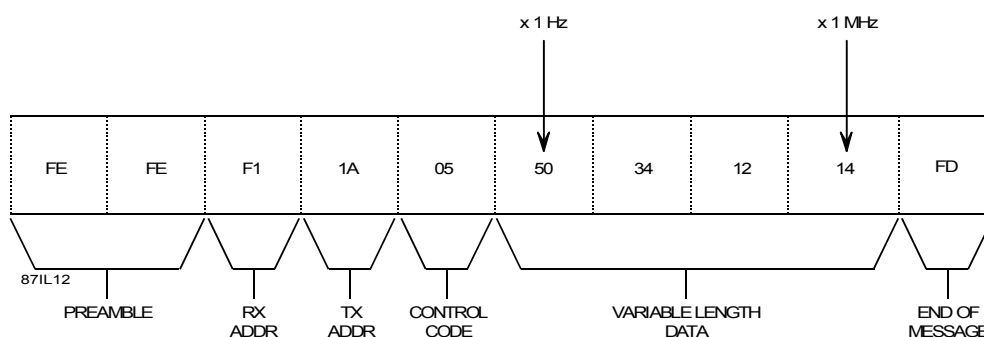 x 1 Hz
x 1 MHz
FE FE F1 1A 05 50 34 12 14 FD
87IL12
PREAMBLE
RX
ADDR
TX
ADDR
CONTROL
CODE
VARIABLE LENGTH
DATA
END OF
MESSAGE